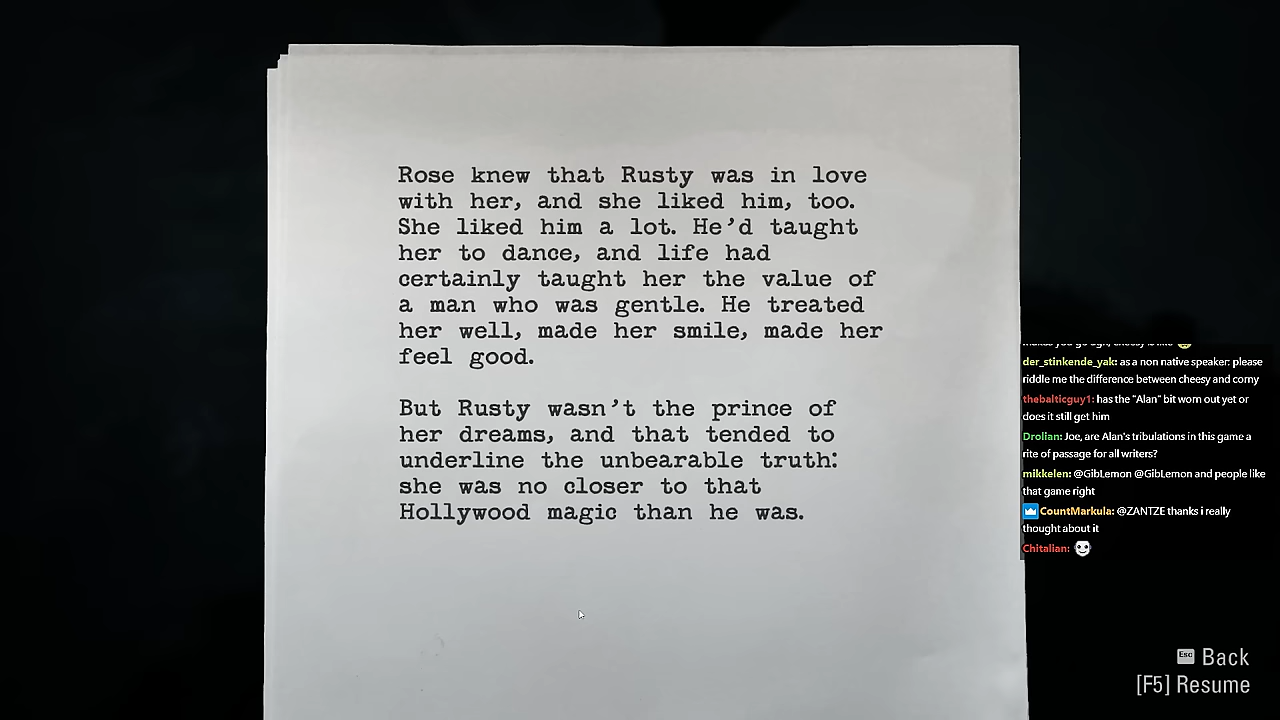 Rose knew that Rusty was in love
with her, and she liked him, too.
She liked him a lot. He’d taught
her to dance, and life had
certainly taught her the value of
a man who was gentle. He treated
her well, made her smile, made her
feel good.
But Rusty wasn’t the prince of
her dreams, and that tended to
underline the unbearable truth:
she was no closer to that
Hollywood magic than he was.
der_stinkende_yak: as a non native speaker: please
riddle me the difference between cheesy and corny
thebalticguy1: has the "Alan" bit worn out yet or
does it still get him
Drolian: Joe, are Alan's tribulations in this game a
rite of passage for all writers?
mikkelen: @GibLemon @GibLemon and people like
that game right
CountMarkula: @ZANTZE thanks i really
thought about it
Chitalian:
Esc Back
[F5] Resume